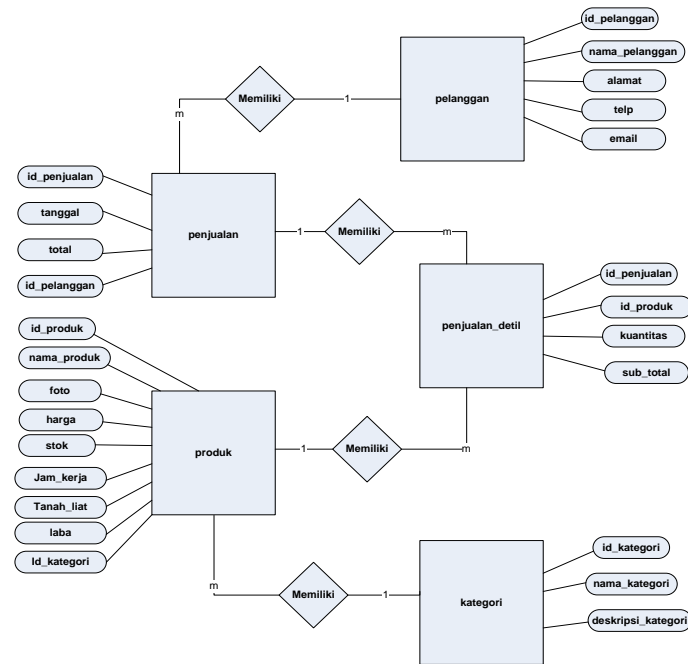 id_pelanggan
nama_pelanggan
alamat
telp
email
pelanggan
Memiliki
1
m
id_penjualan
tanggal
total
id_pelanggan
penjualan
1
Memiliki
m
id_penjualan
id_produk
kuantitas
sub_total
penjualan_detil
id_produk
nama_produk
foto
harga
stok
Jam_kerja
Tanah_liat
laba
Id_kategori
produk
1
Memiliki
m
m
Memiliki
1
kategori
id_kategori
nama_kategori
deskripsi_kategori